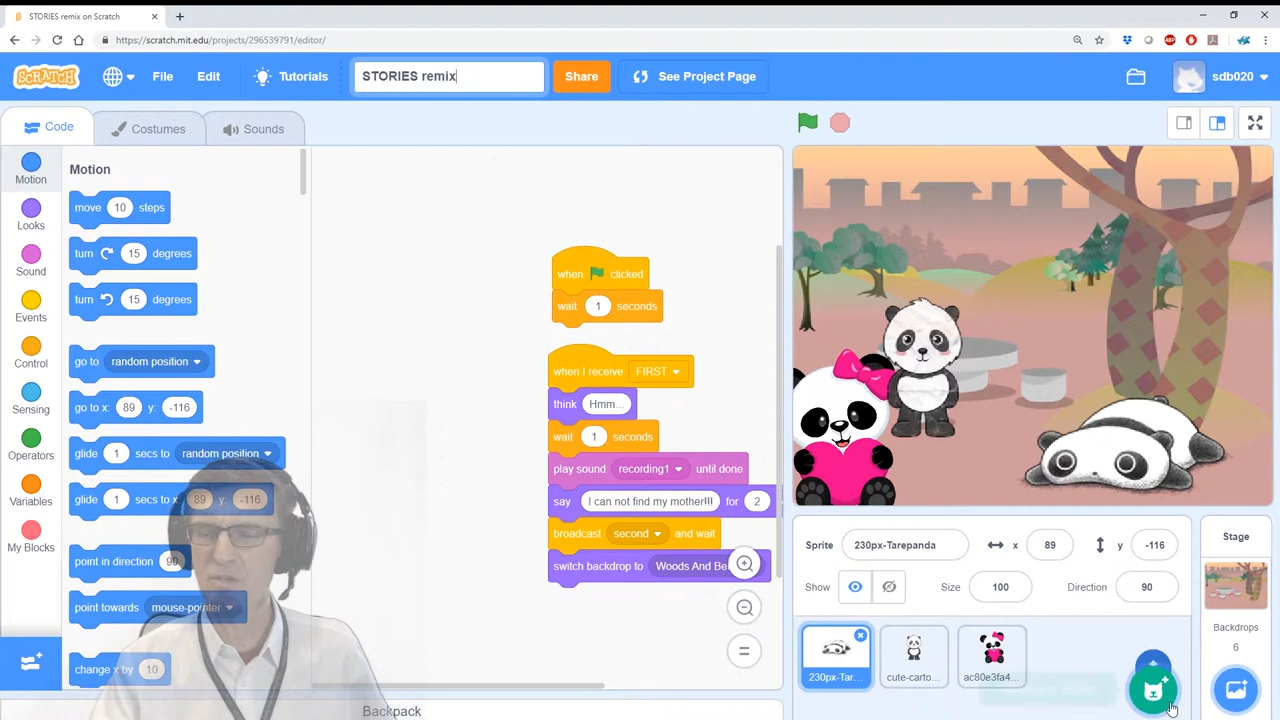 STORIES remix on Scratch
https://scratch.mit.edu/projects/296539791/editor/
SCRATCH
File
Edit
Tutorials
STORIES remix
Share
See Project Page
sdb020
Code
Costumes
Sounds
Motion
Looks
Sound
Events
Control
Sensing
Operators
Variables
My Blocks
Motion
move 10 steps
turn 15 degrees
turn 15 degrees
go to random position
go to x: 89 y: -116
glide 1 secs to random position
glide 1 secs to x: 89 y: -116
point in direction 90
point towards mouse-pointer
change x by 10
when clicked
wait 1 seconds
when I receive FIRST
think Hmm...
wait 1 seconds
play sound recording1 until done
say I can not find my mother!!! for 2
broadcast second and wait
switch backdrop to Woods And Be
Backpack
Sprite 230px-Tarepanda x 89 y -116
Show Size 100 Direction 90
230px-Tar...
cute-carto...
ac80e3fa4...
Stage
Backdrops
6